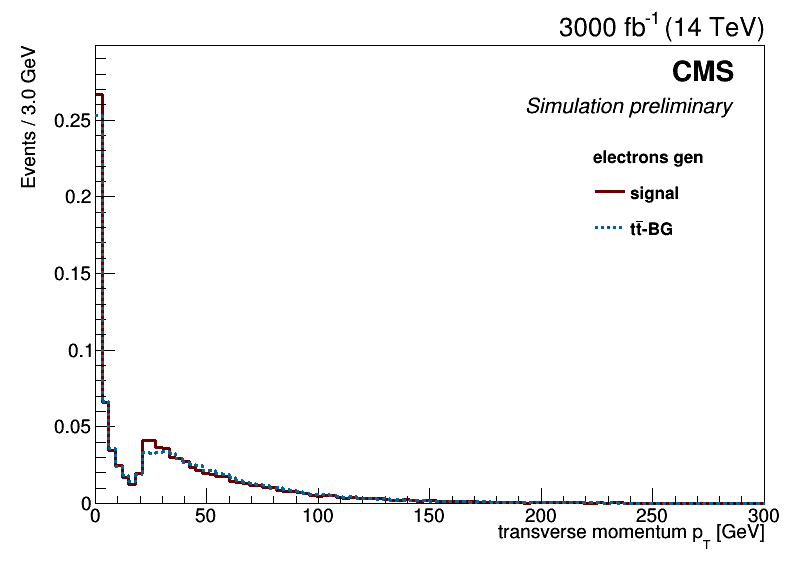 3000 fb⁻¹ (14 TeV)
CMS
Simulation preliminary
electrons gen
signal
tt̄-BG
Events / 3.0 GeV
0.25
0.2
0.15
0.1
0.05
0
0 50 100 150 200 250 300
transverse momentum p_T [GeV]